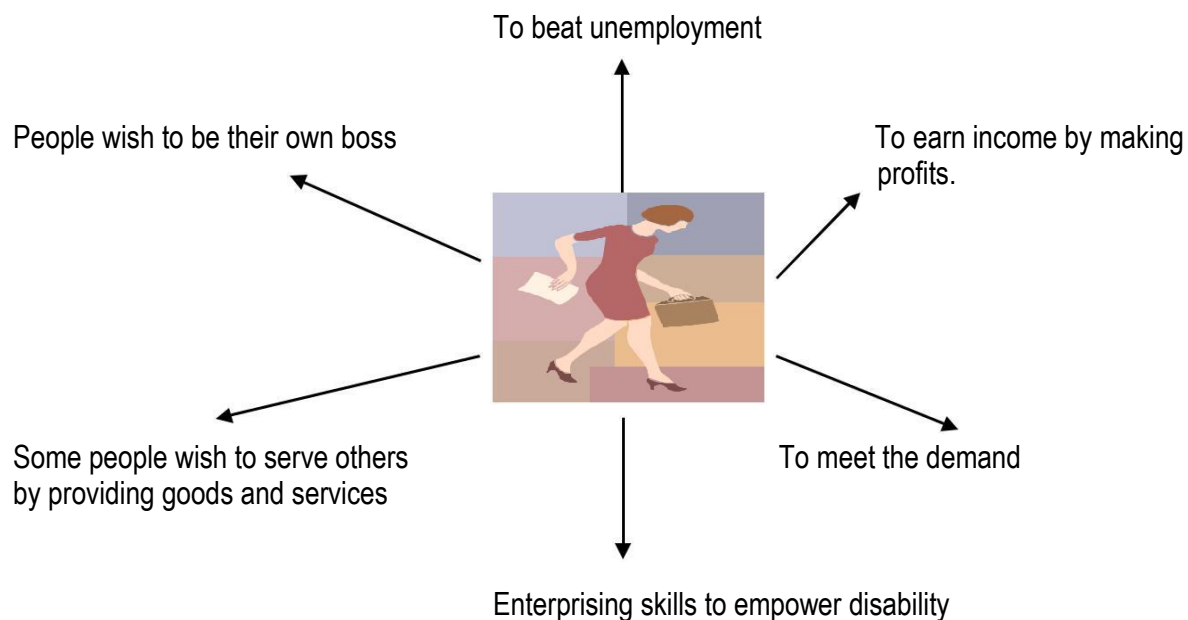 To beat unemployment
People wish to be their own boss
To earn income by making
profits.
Some people wish to serve others
by providing goods and services
To meet the demand
Enterprising skills to empower disability